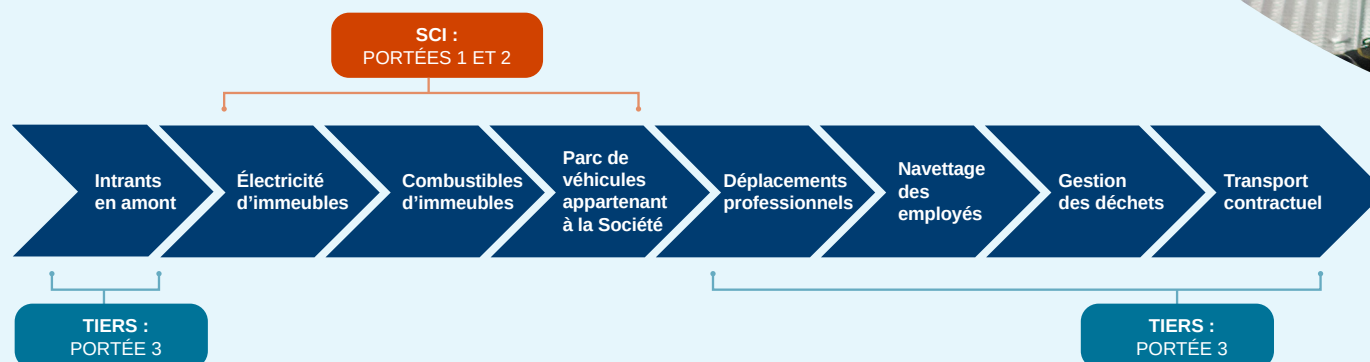 SCI :
PORTÉES 1 ET 2
Intrants
en amont
Électricité
d’immeubles
Combustibles
d’immeubles
Parc de
véhicules
appartenant
à la Société
Déplacements
professionnels
Navettage
des
employés
Gestion
des déchets
Transport
contractuel
TIERS :
PORTÉE 3
TIERS :
PORTÉE 3